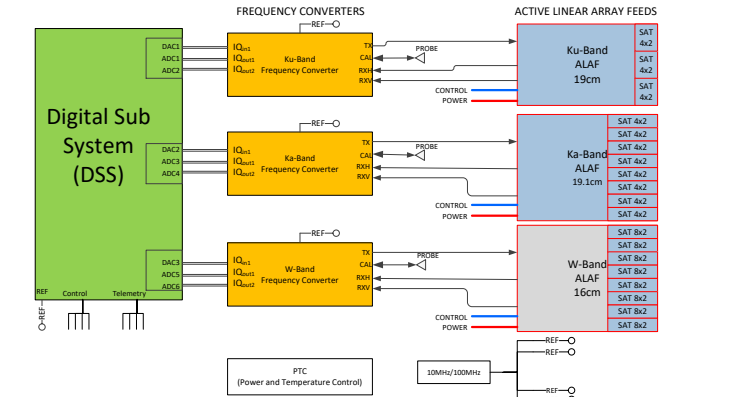 FREQUENCY CONVERTERS
ACTIVE LINEAR ARRAY FEEDS
Digital Sub
System
(DSS)
DAC1
ADC1
ADC2
DAC2
ADC3
ADC4
DAC3
ADC5
ADC6
REF
Control
Telemetry
REF
REF
IQin1
IQout1
IQout2
Ku-Band
Frequency Converter
TX
CAL
RXH
RXV
PROBE
CONTROL
POWER
Ku-Band
ALAF
19cm
SAT
4x2
SAT
4x2
SAT
4x2
REF
IQin1
IQout1
IQout2
Ka-Band
Frequency Converter
TX
CAL
RXH
RXV
PROBE
CONTROL
POWER
Ka-Band
ALAF
19.1cm
SAT 4x2
SAT 4x2
SAT 4x2
SAT 4x2
SAT 4x2
SAT 4x2
SAT 4x2
SAT 4x2
REF
IQin1
IQout1
IQout2
W-Band
Frequency Converter
TX
CAL
RXH
RXV
PROBE
CONTROL
POWER
W-Band
ALAF
16cm
SAT 8x2
SAT 8x2
SAT 8x2
SAT 8x2
SAT 8x2
SAT 8x2
SAT 8x2
SAT 8x2
PTC
(Power and Temperature Control)
10MHz/100MHz
REF
REF
REF